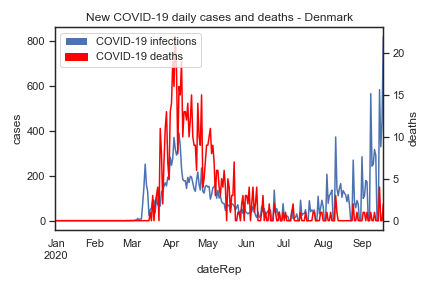 New COVID-19 daily cases and deaths - Denmark
COVID-19 infections
COVID-19 deaths
800
600
400
200
0
cases
20
15
10
5
0
deaths
Jan Feb Mar Apr May Jun Jul Aug Sep
2020
dateRep